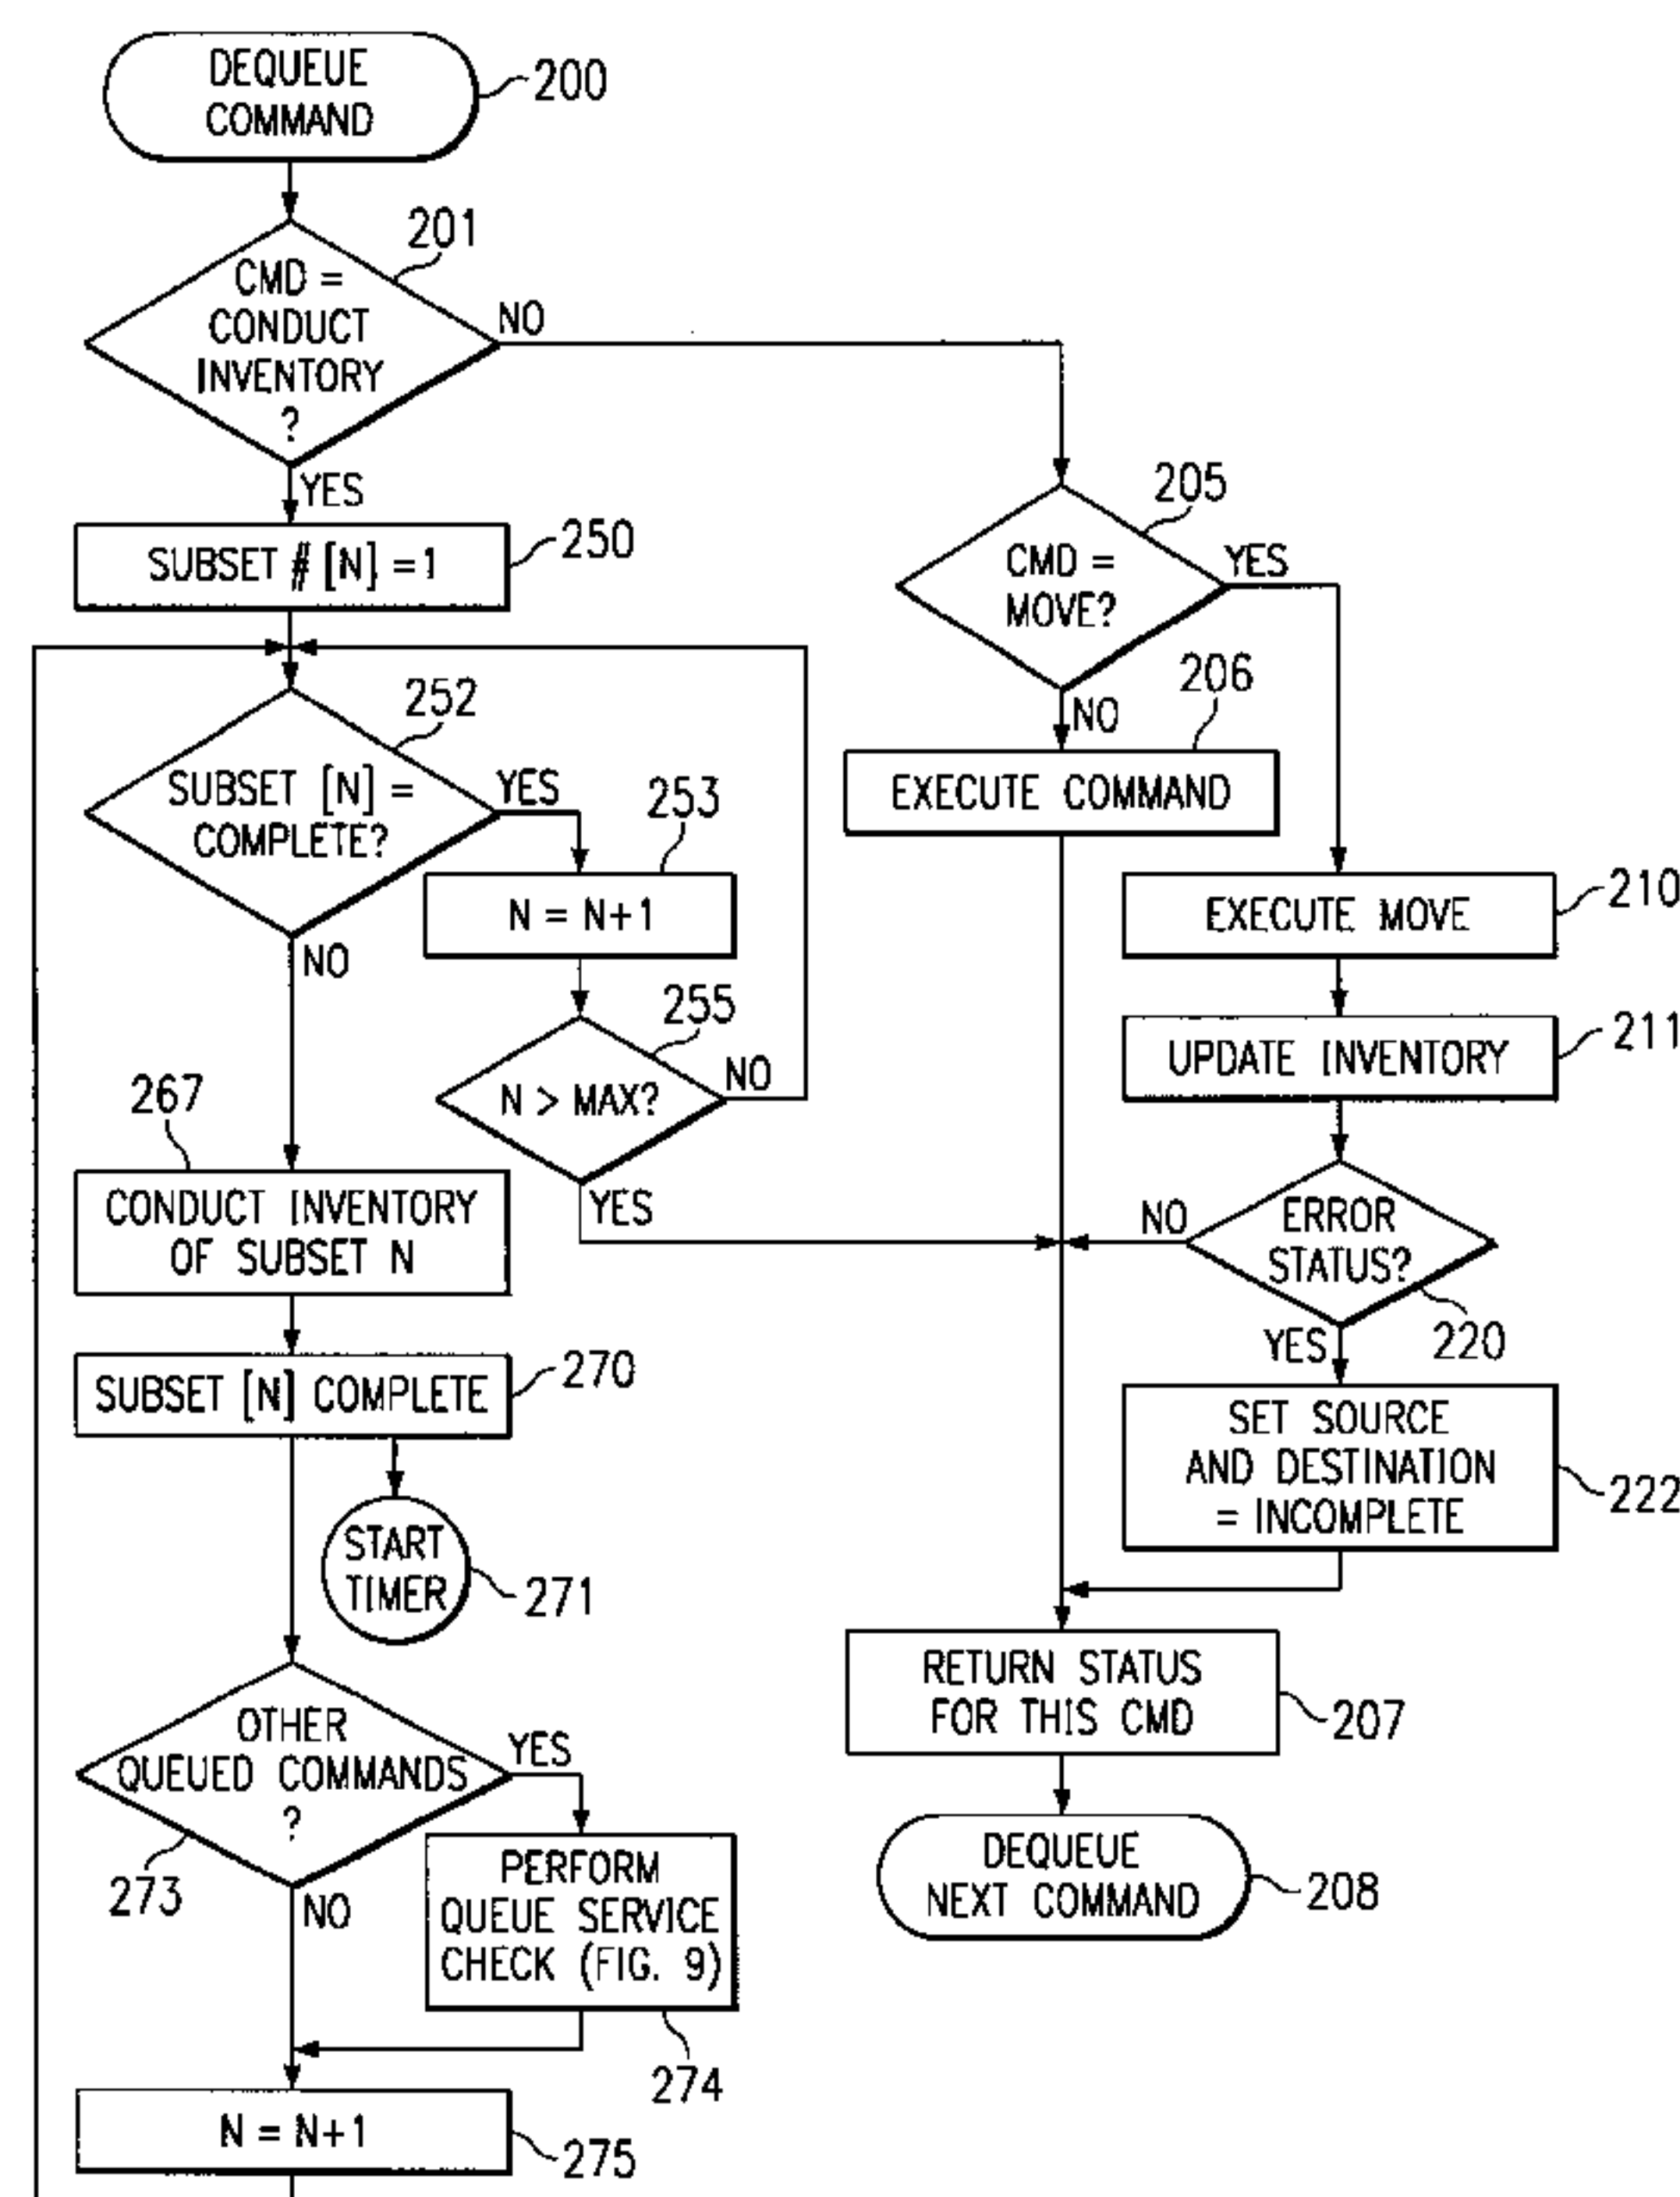 DEQUEUE
COMMAND
200
201
CMD =
CONDUCT
INVENTORY
?
NO
YES
SUBSET # [N] = 1
250
252
SUBSET [N] =
COMPLETE?
YES
253
N = N+1
NO
255
N > MAX?
NO
YES
267
CONDUCT INVENTORY
OF SUBSET N
SUBSET [N] COMPLETE
270
START
TIMER
271
OTHER
QUEUED COMMANDS
?
YES
273
NO
PERFORM
QUEUE SERVICE
CHECK (FIG. 9)
274
N = N+1
275
205
CMD =
MOVE?
YES
NO
206
EXECUTE COMMAND
EXECUTE MOVE
210
UPDATE INVENTORY
211
NO
ERROR
STATUS?
220
YES
SET SOURCE
AND DESTINATION
= INCOMPLETE
222
RETURN STATUS
FOR THIS CMD
207
DEQUEUE
NEXT COMMAND
208